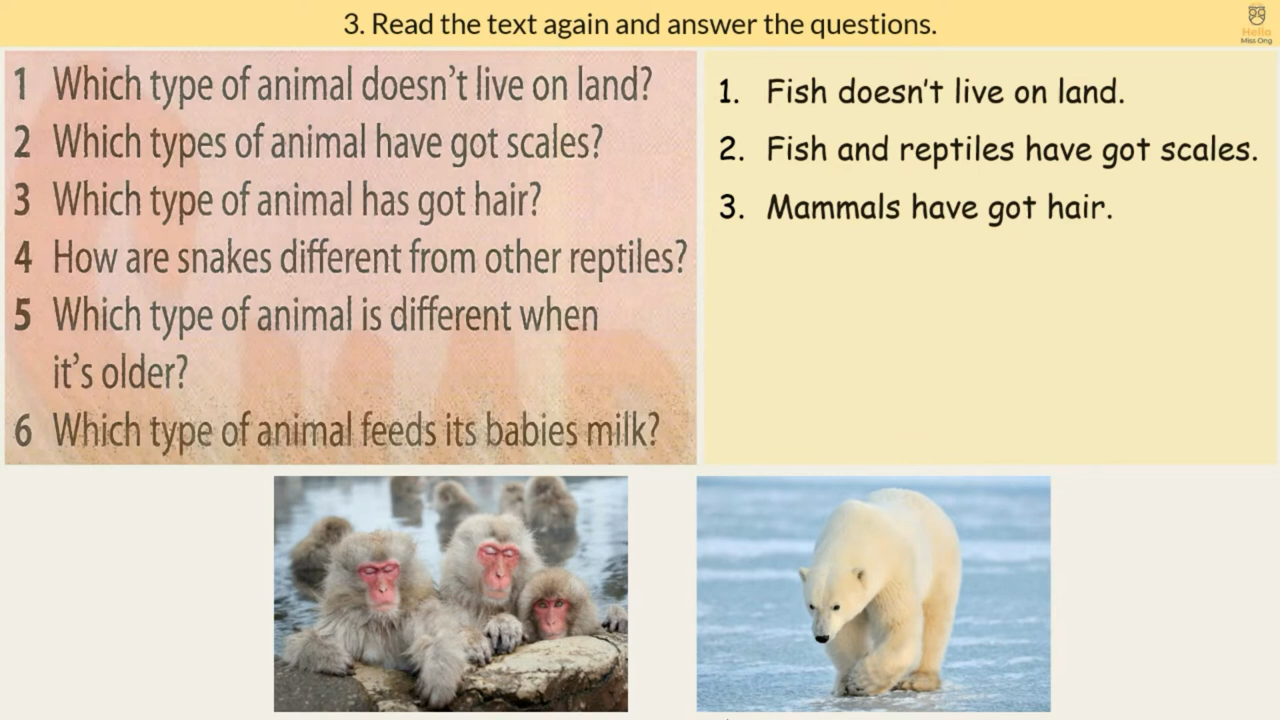 3. Read the text again and answer the questions.
Hello
Miss Ong
1 Which type of animal doesn't live on land?
2 Which types of animal have got scales?
3 Which type of animal has got hair?
4 How are snakes different from other reptiles?
5 Which type of animal is different when
it's older?
6 Which type of animal feeds its babies milk?
1. Fish doesn't live on land.
2. Fish and reptiles have got scales.
3. Mammals have got hair.